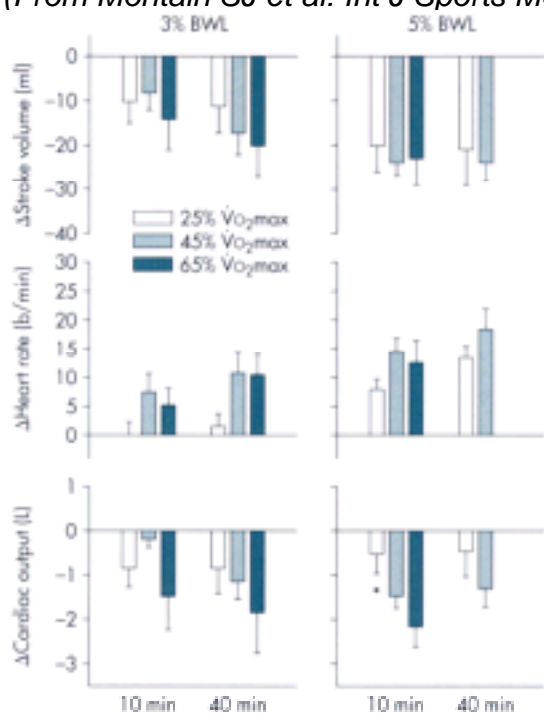 (From Montain SJ et al. Int J Sports Me
3% BWL
5% BWL
ΔStroke volume (ml)
0
−10
−20
−30
−40
25% V̇O₂max
45% V̇O₂max
65% V̇O₂max
ΔHeart rate (b/min)
30
25
20
15
10
5
0
ΔCardiac output (L)
1
0
−1
−2
−3
*
10 min
40 min
10 min
40 min